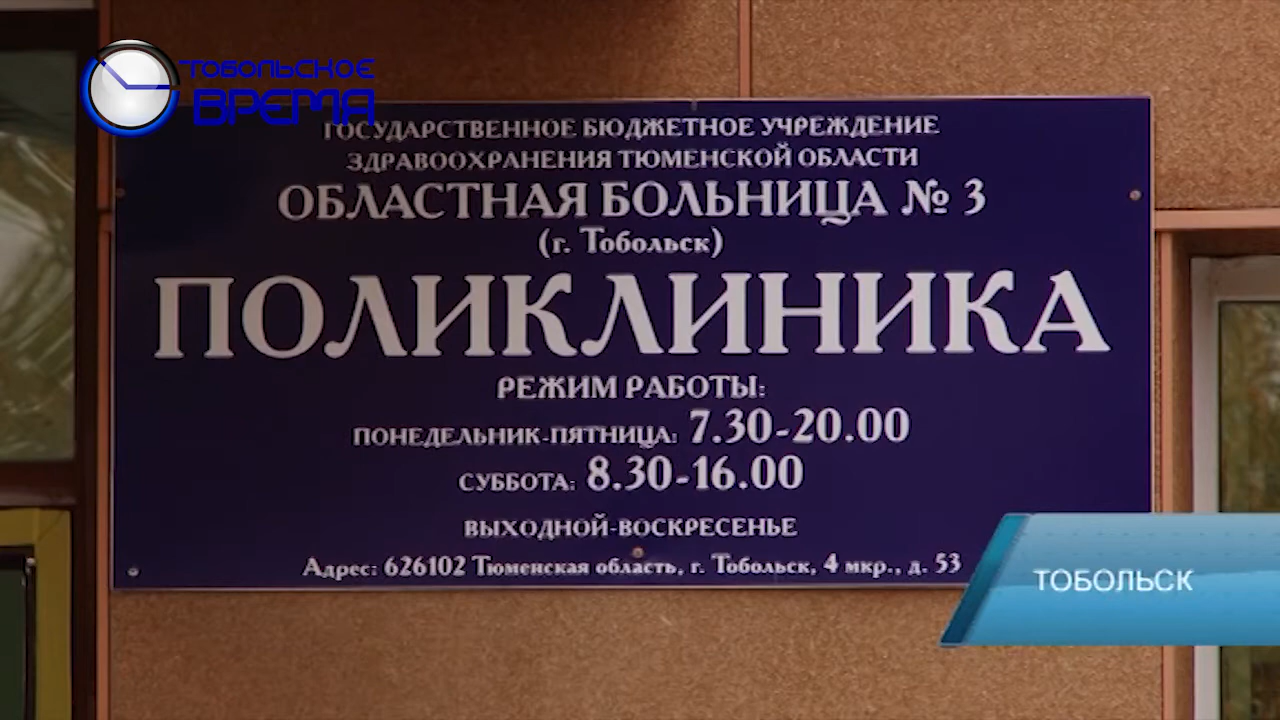 ТОБОЛЬСКОЕ
ВРЕМЯ
ГОСУДАРСТВЕННОЕ БЮДЖЕТНОЕ УЧРЕЖДЕНИЕ
ЗДРАВООХРАНЕНИЯ ТЮМЕНСКОЙ ОБЛАСТИ
ОБЛАСТНАЯ БОЛЬНИЦА № 3
(г. Тобольск)
ПОЛИКЛИНИКА
РЕЖИМ РАБОТЫ:
ПОНЕДЕЛЬНИК-ПЯТНИЦА: 7.30-20.00
СУББОТА: 8.30-16.00
ВЫХОДНОЙ-ВОСКРЕСЕНЬЕ
Адрес: 626102 Тюменская область, г. Тобольск, 4 мкр., д. 53
ТОБОЛЬСК